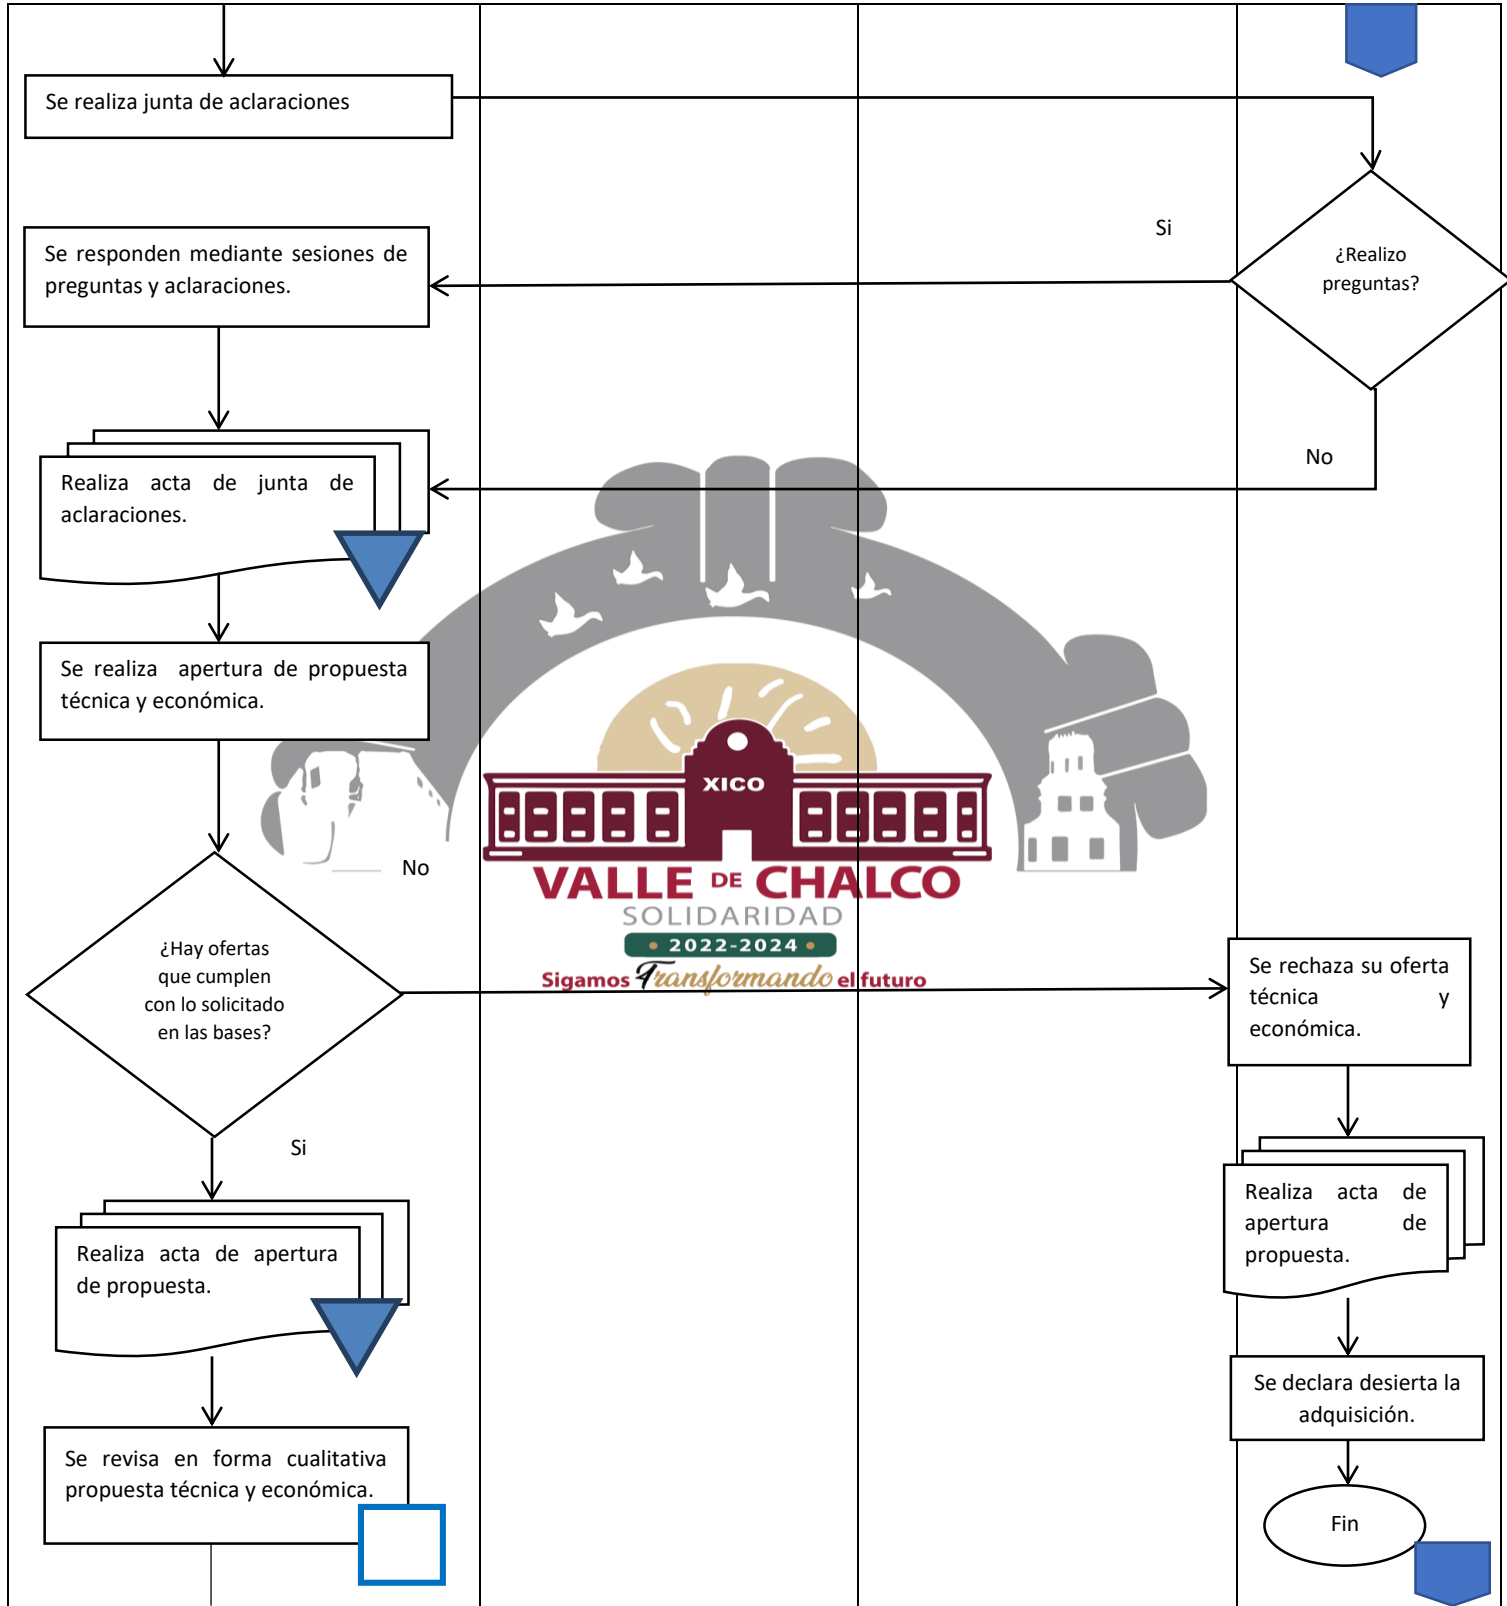 Se realiza junta de aclaraciones
Si
¿Realizo
preguntas?
Se responden mediante sesiones de
preguntas y aclaraciones.
No
Realiza acta de junta de
aclaraciones.
Se realiza apertura de propuesta
técnica y económica.
XICO
No
VALLE DE CHALCO
SOLIDARIDAD
2022-2024
Sigamos Transformando el futuro
¿Hay ofertas
que cumplen
con lo solicitado
en las bases?
Se rechaza su oferta
técnica y
económica.
Si
Realiza acta de apertura
de propuesta.
Realiza acta de
apertura de
propuesta.
Se declara desierta la
adquisición.
Se revisa en forma cualitativa
propuesta técnica y económica.
Fin